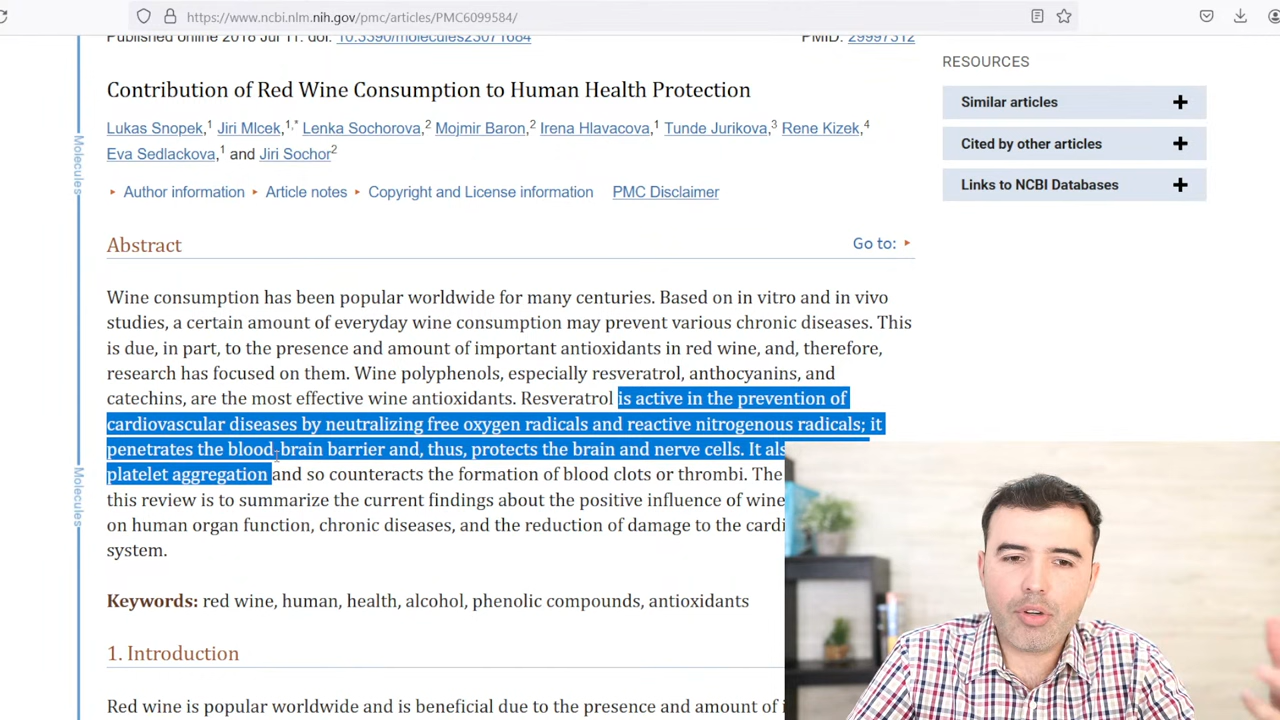 https://www.ncbi.nlm.nih.gov/pmc/articles/PMC6099584/
Published online 2018 Jul 11. doi: 10.3390/molecules23071684
PMID: 29997312
RESOURCES
Similar articles
Cited by other articles
Links to NCBI Databases
Molecules
Molecules
Contribution of Red Wine Consumption to Human Health Protection
Lukas Snopek,1 Jiri Mlcek,1,* Lenka Sochorova,2 Mojmir Baron,2 Irena Hlavacova,1 Tunde Jurikova,3 Rene Kizek,4
Eva Sedlackova,1 and Jiri Sochor2
Author information Article notes Copyright and License information PMC Disclaimer
Abstract
Go to:
Wine consumption has been popular worldwide for many centuries. Based on in vitro and in vivo
studies, a certain amount of everyday wine consumption may prevent various chronic diseases. This
is due, in part, to the presence and amount of important antioxidants in red wine, and, therefore,
research has focused on them. Wine polyphenols, especially resveratrol, anthocyanins, and
catechins, are the most effective wine antioxidants. Resveratrol is active in the prevention of
cardiovascular diseases by neutralizing free oxygen radicals and reactive nitrogenous radicals; it
penetrates the blood-brain barrier and, thus, protects the brain and nerve cells. It als
platelet aggregation and so counteracts the formation of blood clots or thrombi. The
this review is to summarize the current findings about the positive influence of wine
on human organ function, chronic diseases, and the reduction of damage to the cardi
system.
Keywords: red wine, human, health, alcohol, phenolic compounds, antioxidants
1. Introduction
Red wine is popular worldwide and is beneficial due to the presence and amount of i